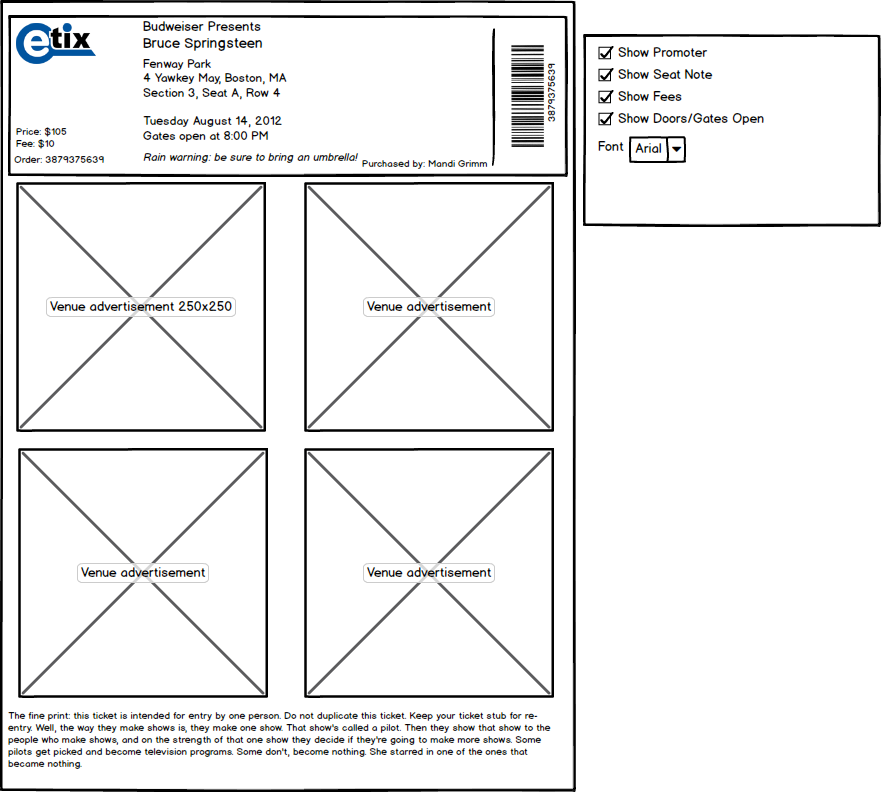 etix
Budweiser Presents
Bruce Springsteen
Fenway Park
4 Yawkey May, Boston, MA
Section 3, Seat A, Row 4
Tuesday August 14, 2012
Gates open at 8:00 PM
Rain warning: be sure to bring an umbrella!
Price: $105
Fee: $10
Order: 3879375639
Purchased by: Mandi Grimm
3879375639
Show Promoter
Show Seat Note
Show Fees
Show Doors/Gates Open
Font Arial
Venue advertisement 250x250
Venue advertisement
Venue advertisement
Venue advertisement
The fine print: this ticket is intended for entry by one person. Do not duplicate this ticket. Keep your ticket stub for re-
entry. Well, the way they make shows is, they make one show. That show's called a pilot. Then they show that show to the
people who make shows, and on the strength of that one show they decide if they're going to make more shows. Some
pilots get picked and become television programs. Some don't, become nothing. She starred in one of the ones that
became nothing.